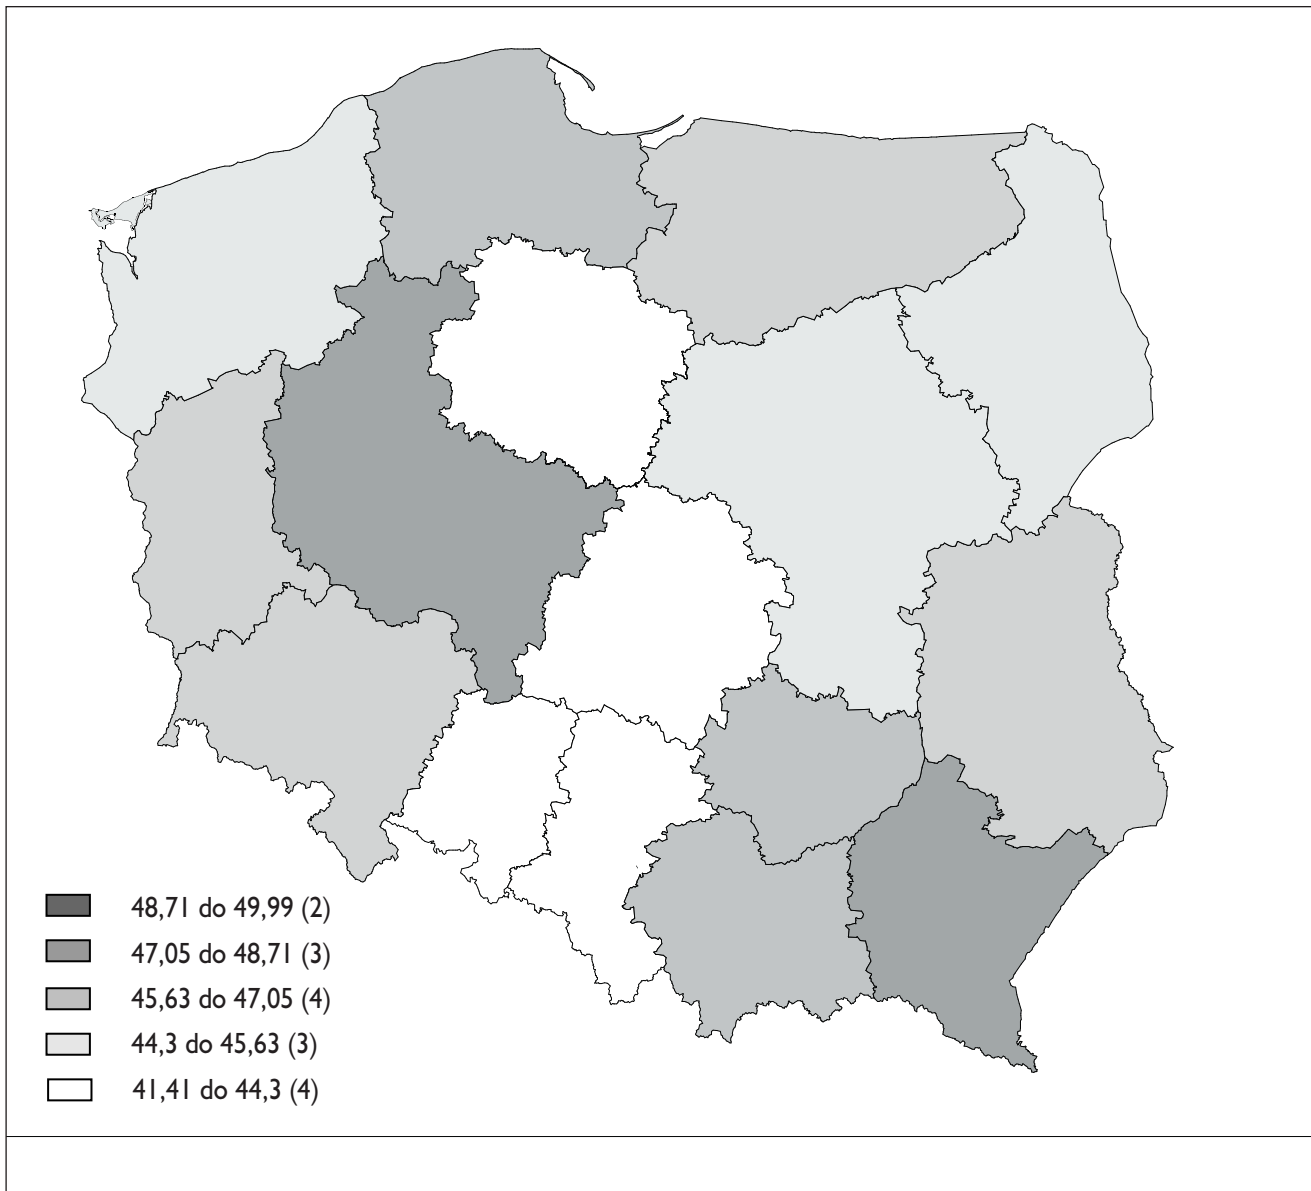 48,71 do 49,99 (2)
47,05 do 48,71 (3)
45,63 do 47,05 (4)
44,3 do 45,63 (3)
41,41 do 44,3 (4)